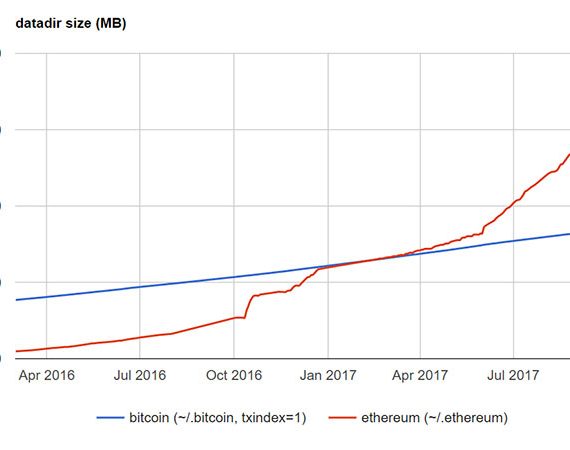 datadir size (MB)
Apr 2016 Jul 2016 Oct 2016 Jan 2017 Apr 2017 Jul 2017
bitcoin (~/.bitcoin, txindex=1) ethereum (~/.ethereum)